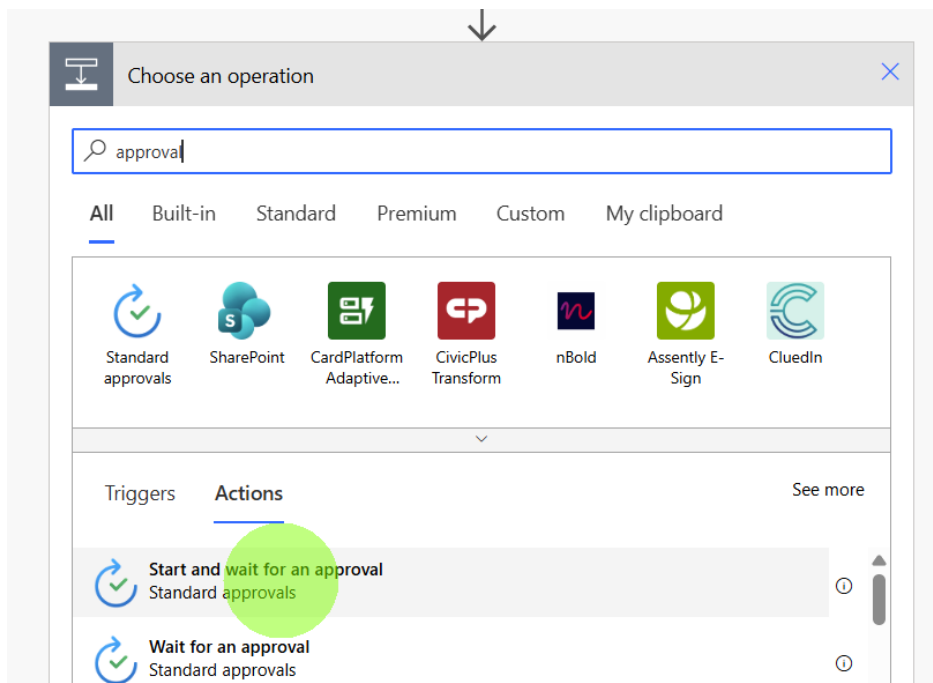 Choose an operation
approval
All Built-in Standard Premium Custom My clipboard
Standard approvals
SharePoint
CardPlatform Adaptive...
CivicPlus Transform
nBold
Assently E-Sign
CluedIn
Triggers Actions See more
Start and wait for an approval
Standard approvals
Wait for an approval
Standard approvals